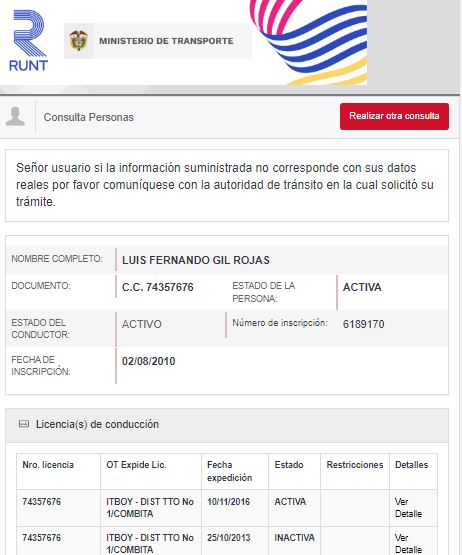 RUNT
MINISTERIO DE TRANSPORTE
Consulta Personas
Realizar otra consulta
Señor usuario si la información suministrada no corresponde con sus datos
reales por favor comuníquese con la autoridad de tránsito en la cual solicitó su
trámite.
NOMBRE COMPLETO: LUIS FERNANDO GIL ROJAS
DOCUMENTO: C.C. 74357676 ESTADO DE LA
PERSONA: ACTIVA
ESTADO DEL
CONDUCTOR: ACTIVO Número de inscripción: 6189170
FECHA DE
INSCRIPCIÓN: 02/08/2010
Licencia(s) de conducción
Nro. licencia OT Expide Lic. Fecha
expedición Estado Restricciones Detalles
74357676 ITBOY - DIST TTO No
1/COMBITA 10/11/2016 ACTIVA Ver
Detalle
74357676 ITBOY - DIST TTO No
1/COMBITA 25/10/2013 INACTIVA Ver
Detalle